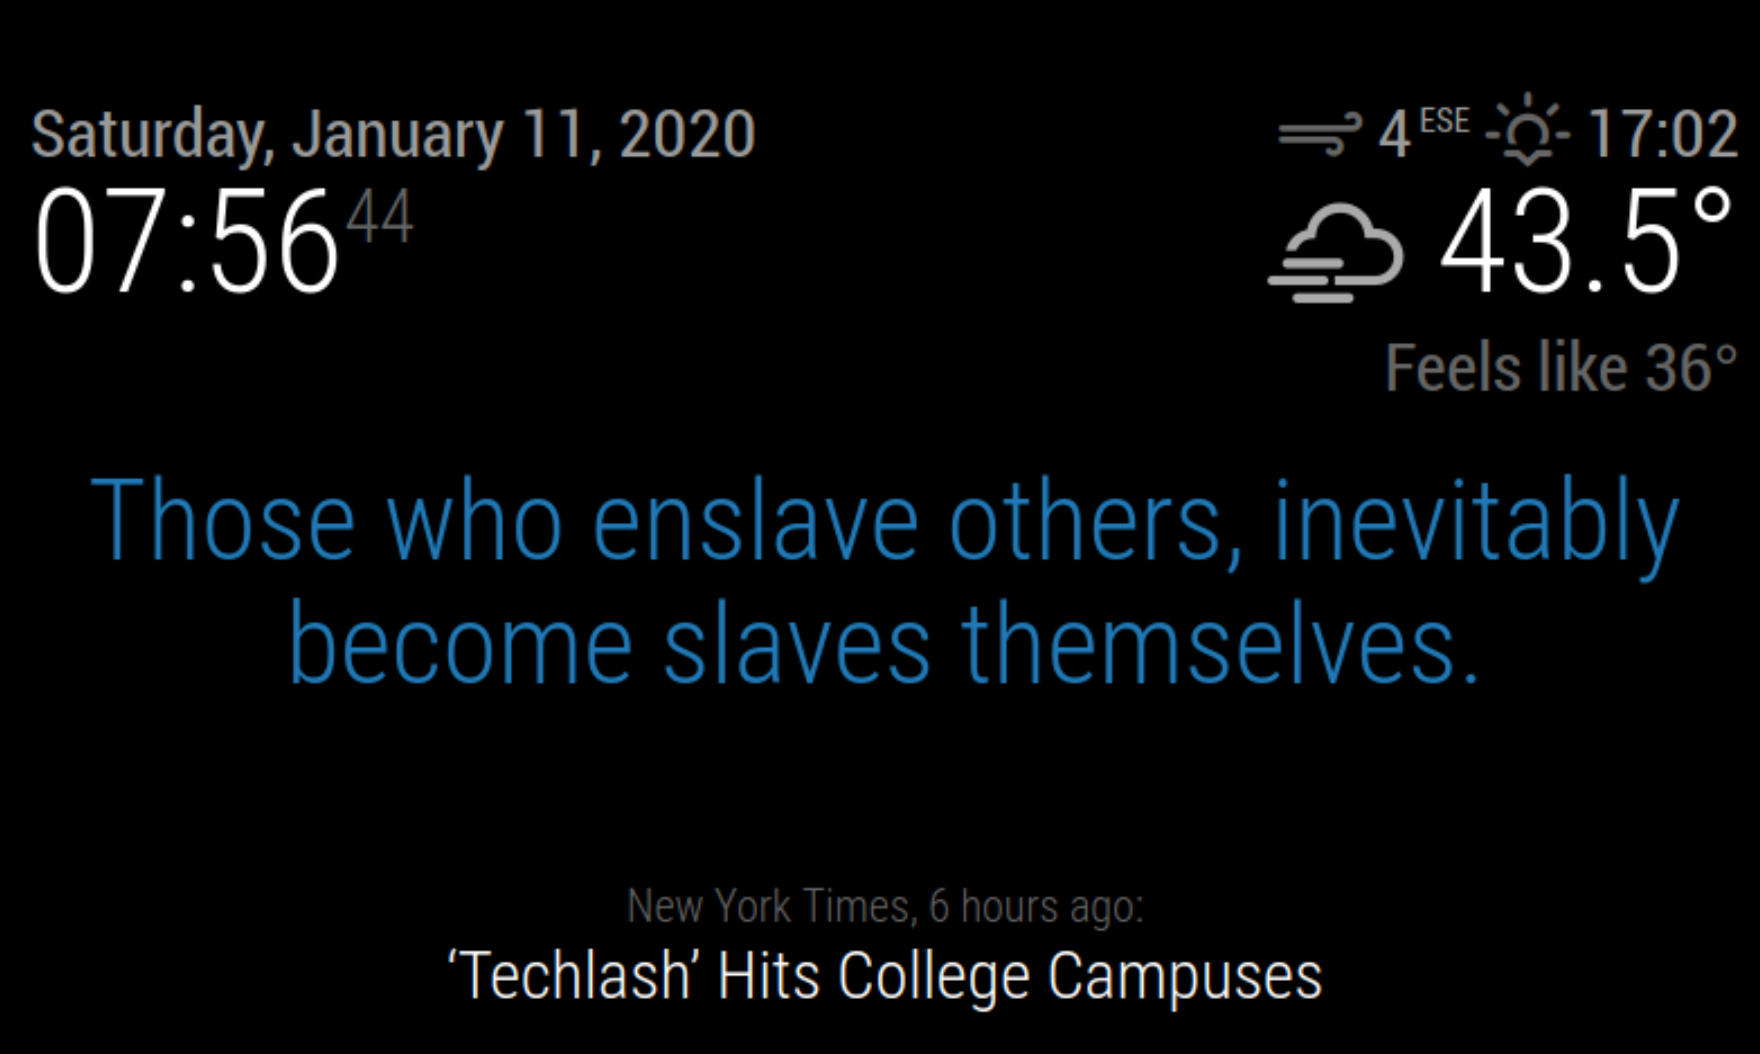 Saturday, January 11, 2020
07:56 44
4 ESE 17:02
43.5°
Feels like 36°
Those who enslave others, inevitably
become slaves themselves.
New York Times, 6 hours ago:
‘Techlash’ Hits College Campuses